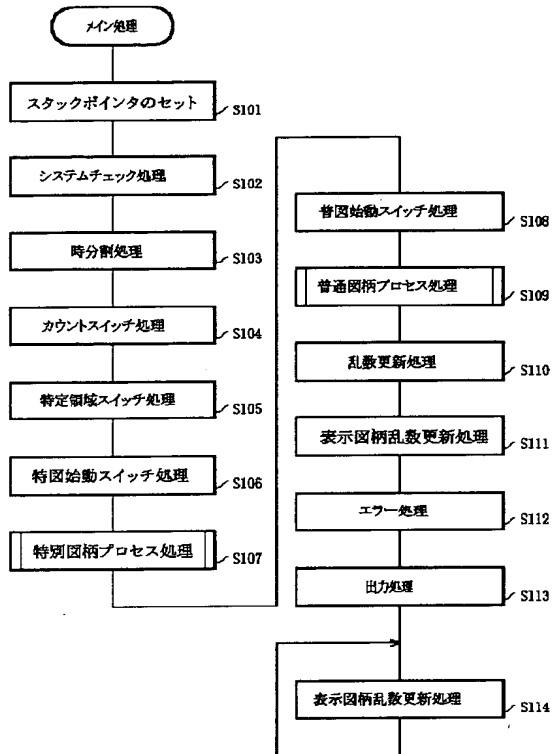 メイン処理
スタックポインタのセット
S101
システムチェック処理
S102
時分割処理
S103
カウントスイッチ処理
S104
特定領域スイッチ処理
S105
特図始動スイッチ処理
S106
特別図柄プロセス処理
S107
普図始動スイッチ処理
S108
普通図柄プロセス処理
S109
乱数更新処理
S110
表示図柄乱数更新処理
S111
エラー処理
S112
出力処理
S113
表示図柄乱数更新処理
S114